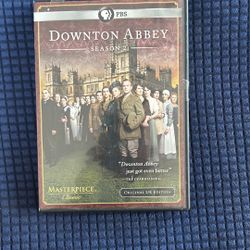 PBS
DOWNTON ABBEY
SEASON 2
"Downton Abbey
just got even better"
MASTERPIECE
Classic
ORIGINAL UK EDITION